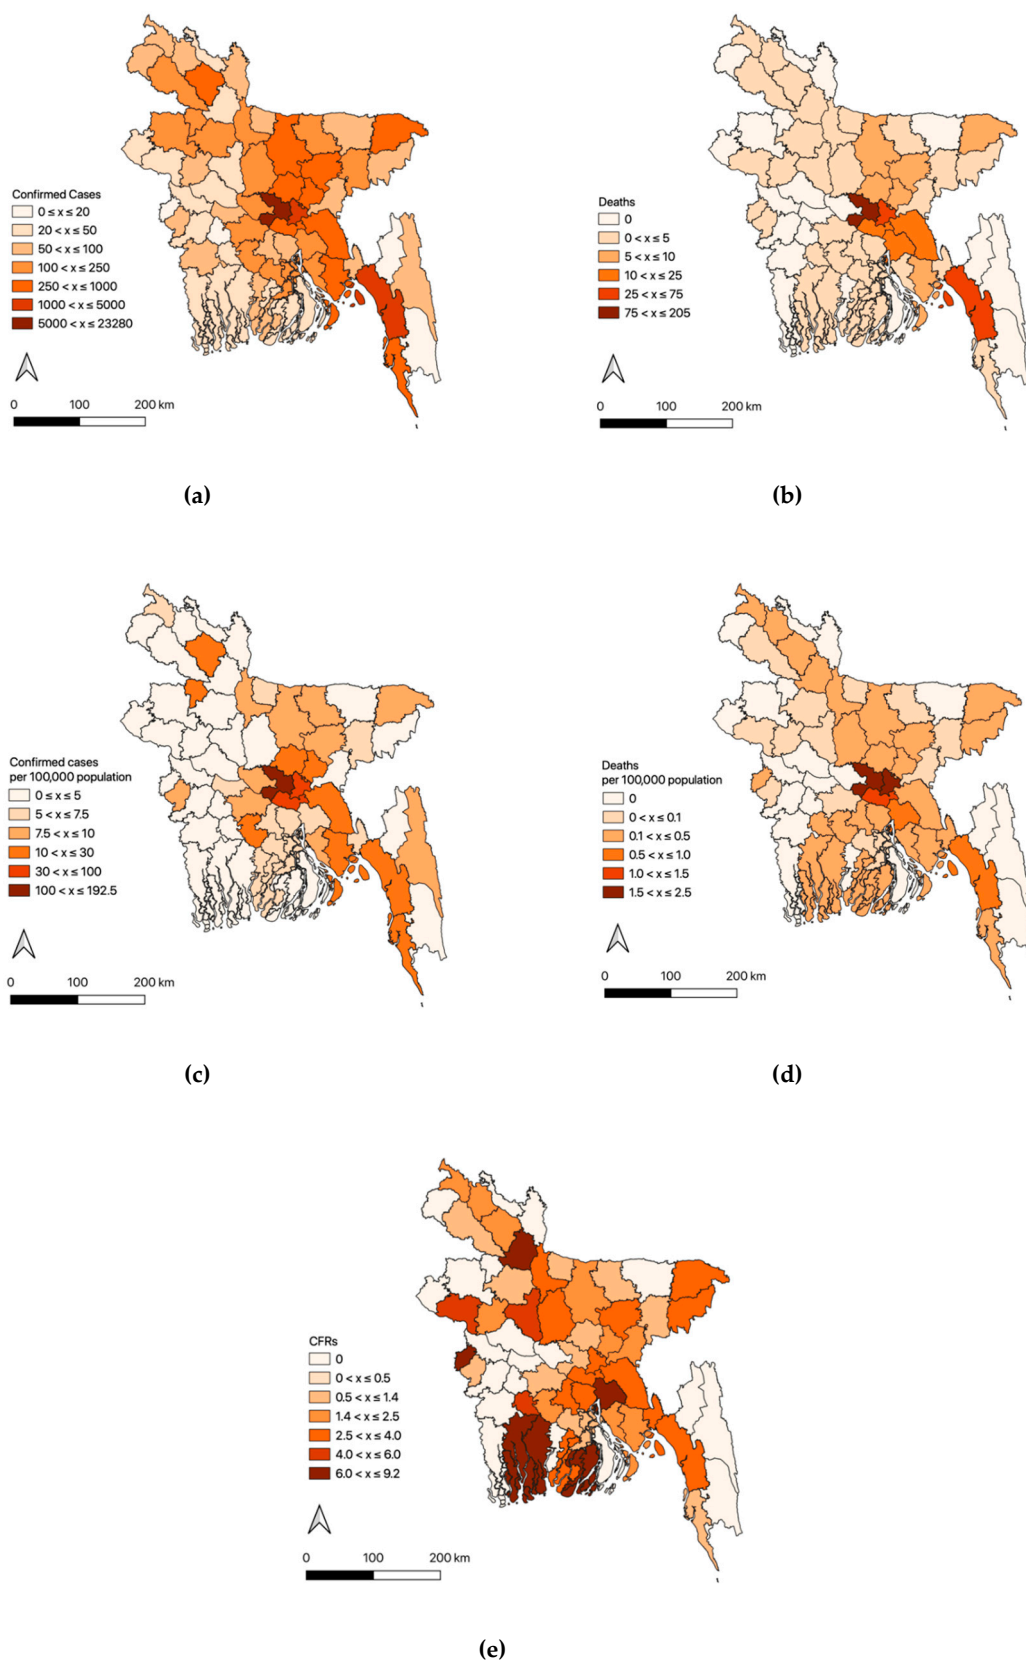 Confirmed Cases
0 ≤ x ≤ 20
20 < x ≤ 50
50 < x ≤ 100
100 < x ≤ 250
250 < x ≤ 1000
1000 < x ≤ 5000
5000 < x ≤ 23280
0 100 200 km
(a)
Deaths
0
0 < x ≤ 5
5 < x ≤ 10
10 < x ≤ 25
25 < x ≤ 75
75 < x ≤ 205
0 100 200 km
(b)
Confirmed cases
per 100,000 population
0 ≤ x ≤ 5
5 < x ≤ 7.5
7.5 < x ≤ 10
10 < x ≤ 30
30 < x ≤ 100
100 < x ≤ 192.5
0 100 200 km
(c)
Deaths
per 100,000 population
0
0 < x ≤ 0.1
0.1 < x ≤ 0.5
0.5 < x ≤ 1.0
1.0 < x ≤ 1.5
1.5 < x ≤ 2.5
0 100 200 km
(d)
CFRs
0
0 < x ≤ 0.5
0.5 < x ≤ 1.4
1.4 < x ≤ 2.5
2.5 < x ≤ 4.0
4.0 < x ≤ 6.0
6.0 < x ≤ 9.2
0 100 200 km
(e)